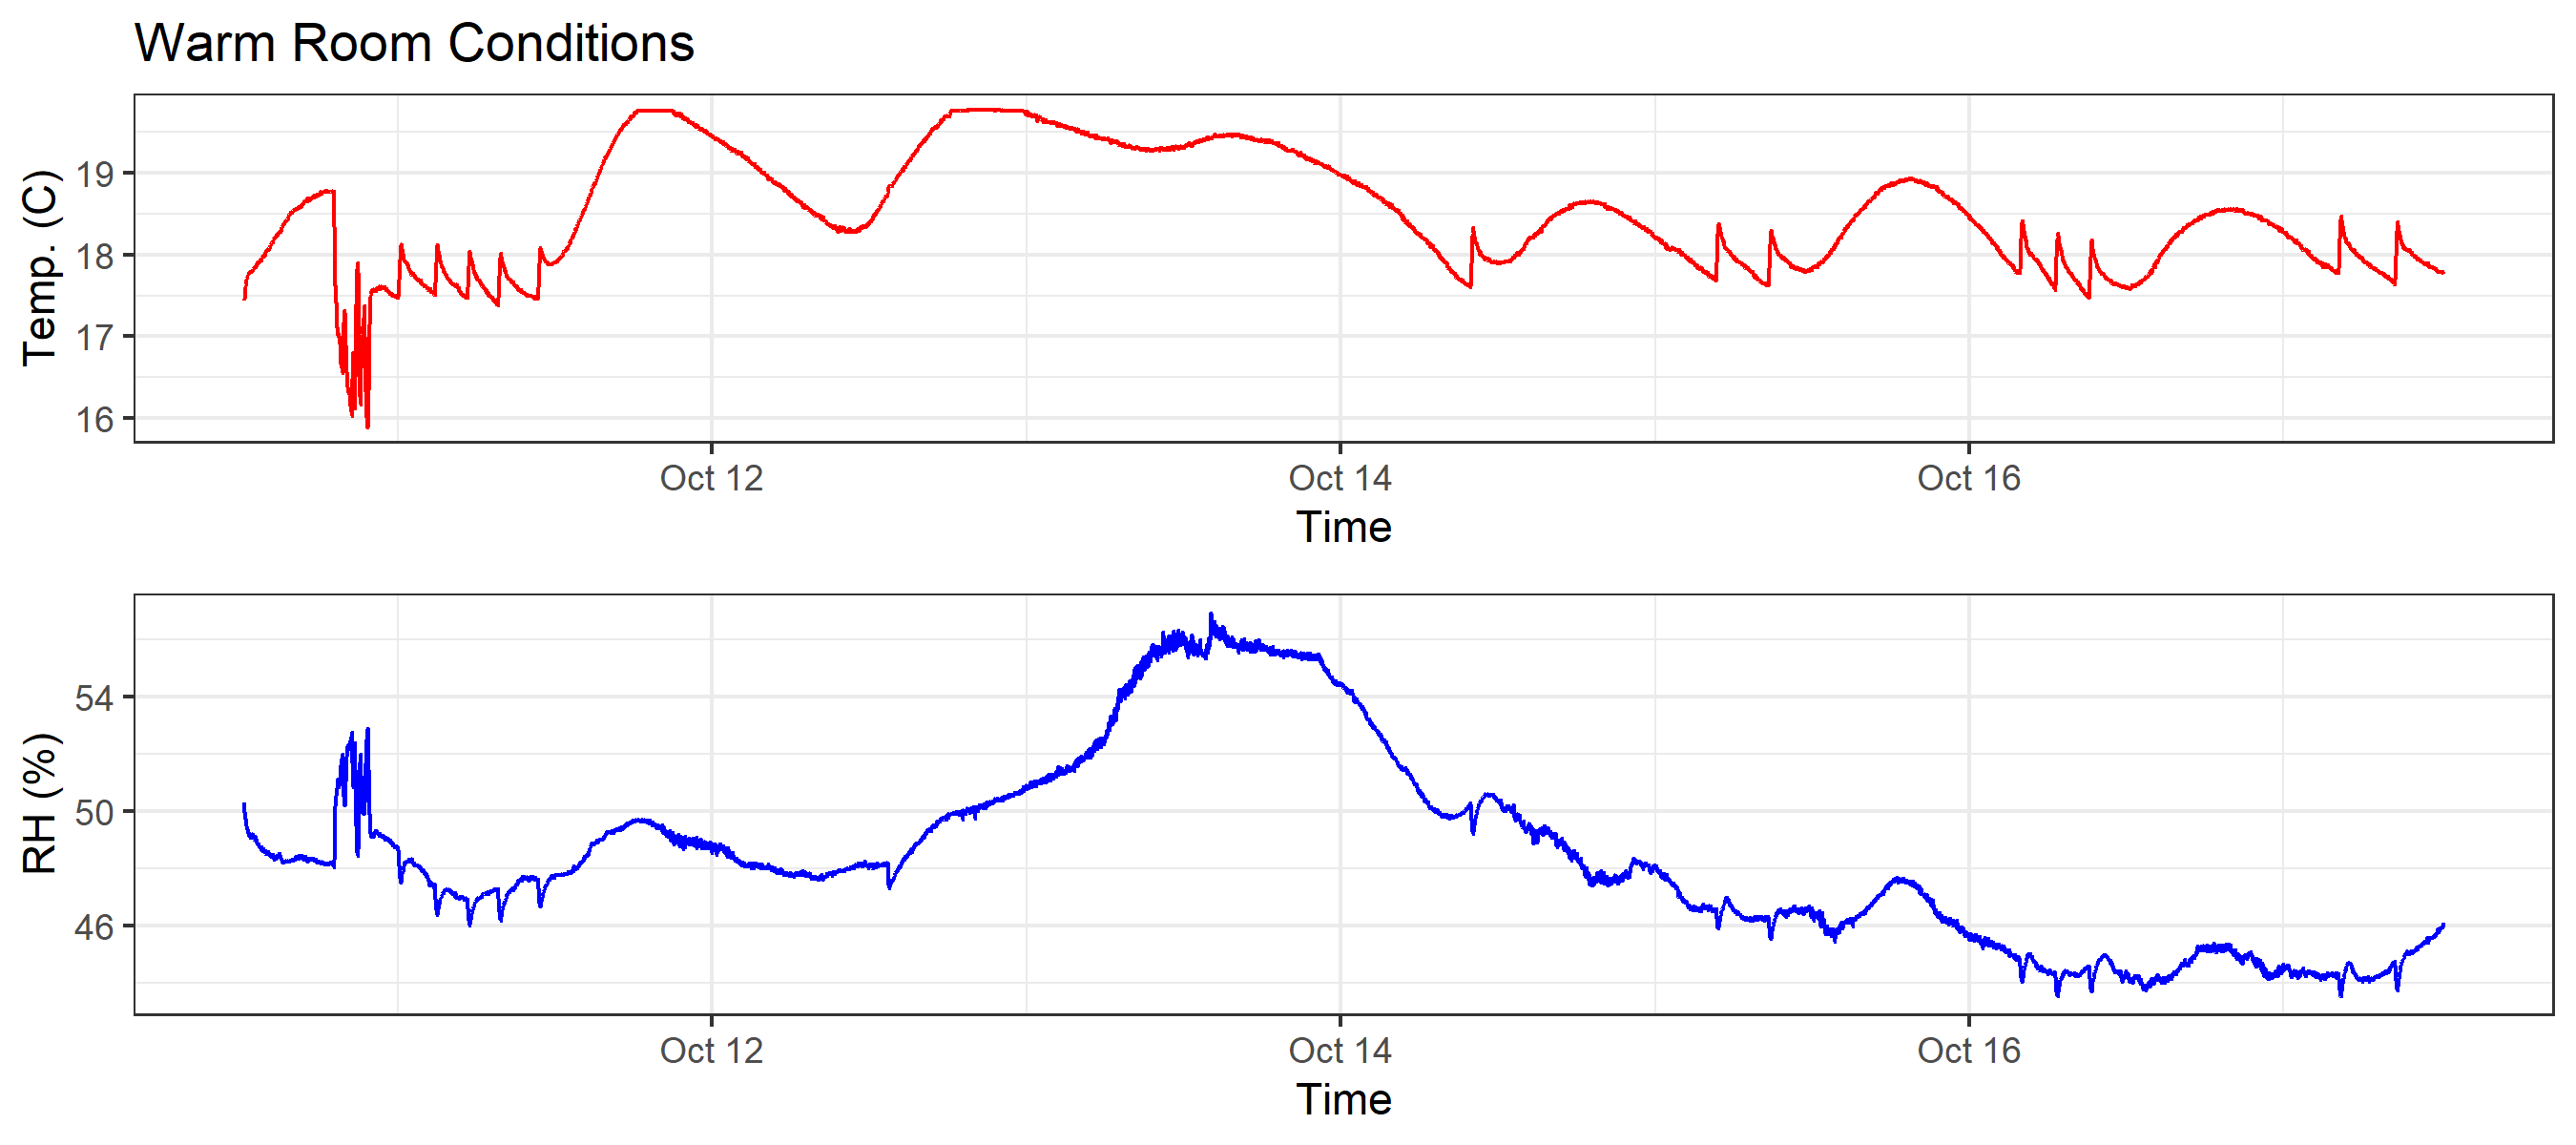 Warm Room Conditions
Temp. (C)
19
18
17
16
Oct 12 Oct 14 Oct 16
Time
RH (%)
54
50
46
Oct 12 Oct 14 Oct 16
Time